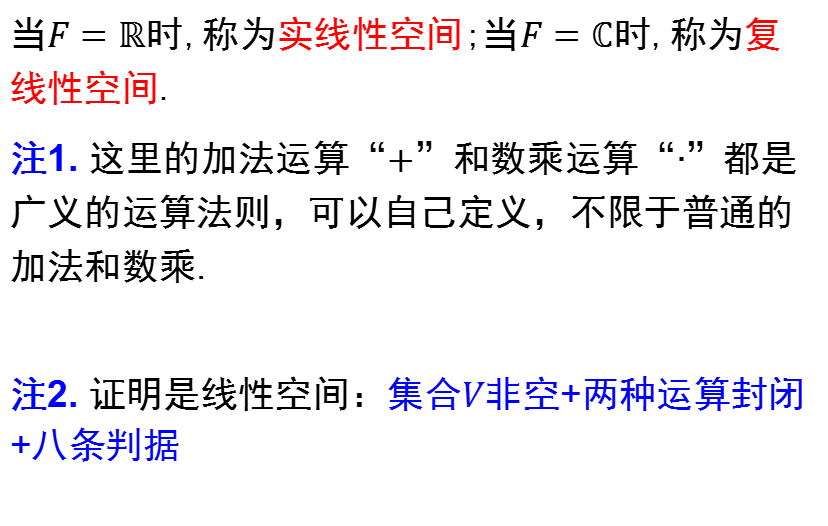 当𝐹 = ℝ时, 称为实线性空间;当𝐹 = ℂ时, 称为复
线性空间.
注1. 这里的加法运算“+”和数乘运算“·”都是
广义的运算法则，可以自己定义，不限于普通的
加法和数乘.
注2. 证明是线性空间：集合𝑉非空+两种运算封闭
+八条判据